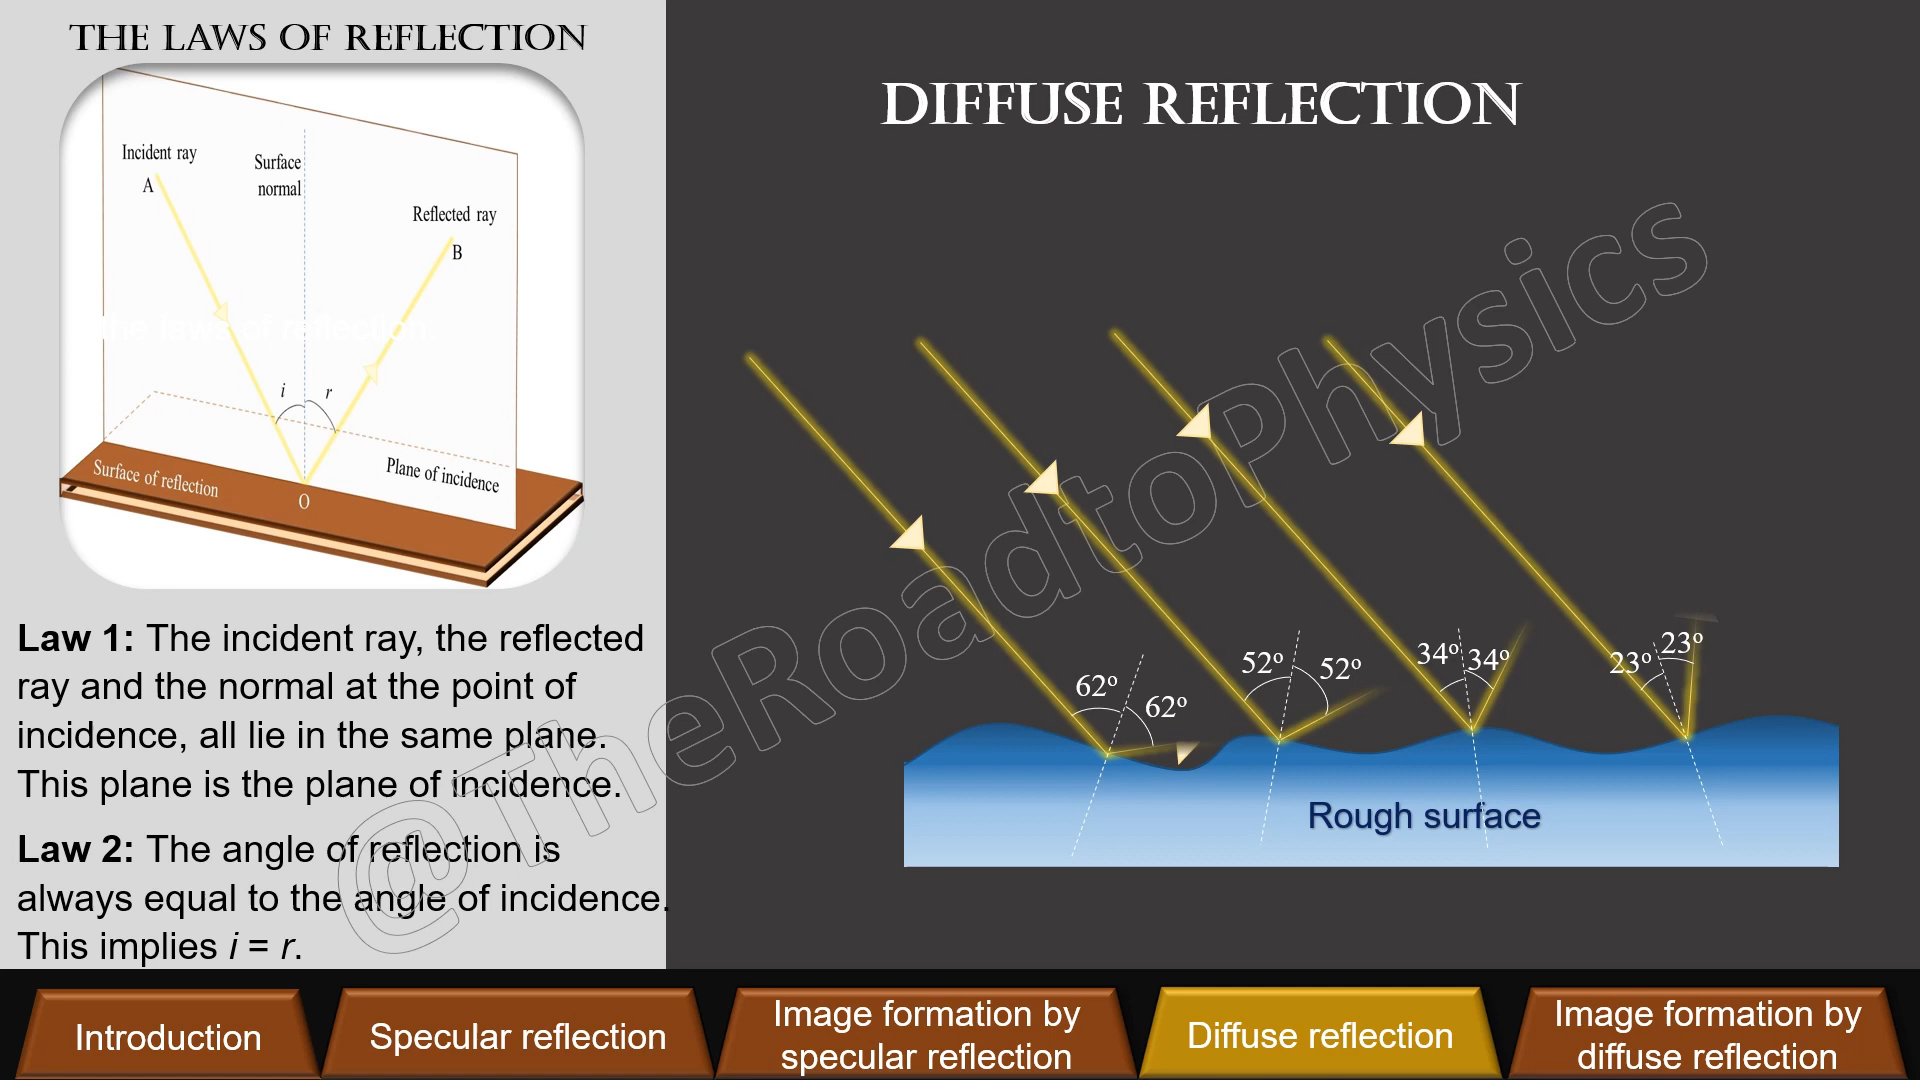 THE LAWS OF REFLECTION
Incident ray
A
Surface
normal
Reflected ray
B
the laws of reflection:
i
r
Surface of reflection
Plane of incidence
O
Law 1: The incident ray, the reflected
ray and the normal at the point of
incidence, all lie in the same plane.
This plane is the plane of incidence.
Law 2: The angle of reflection is
always equal to the angle of incidence.
This implies i = r.
DIFFUSE REFLECTION
62º
62º
52º
52º
34º
34º
23º
23º
Rough surface
@TheRoadtoPhysics
Introduction
Specular reflection
Image formation by
specular reflection
Diffuse reflection
Image formation by
diffuse reflection